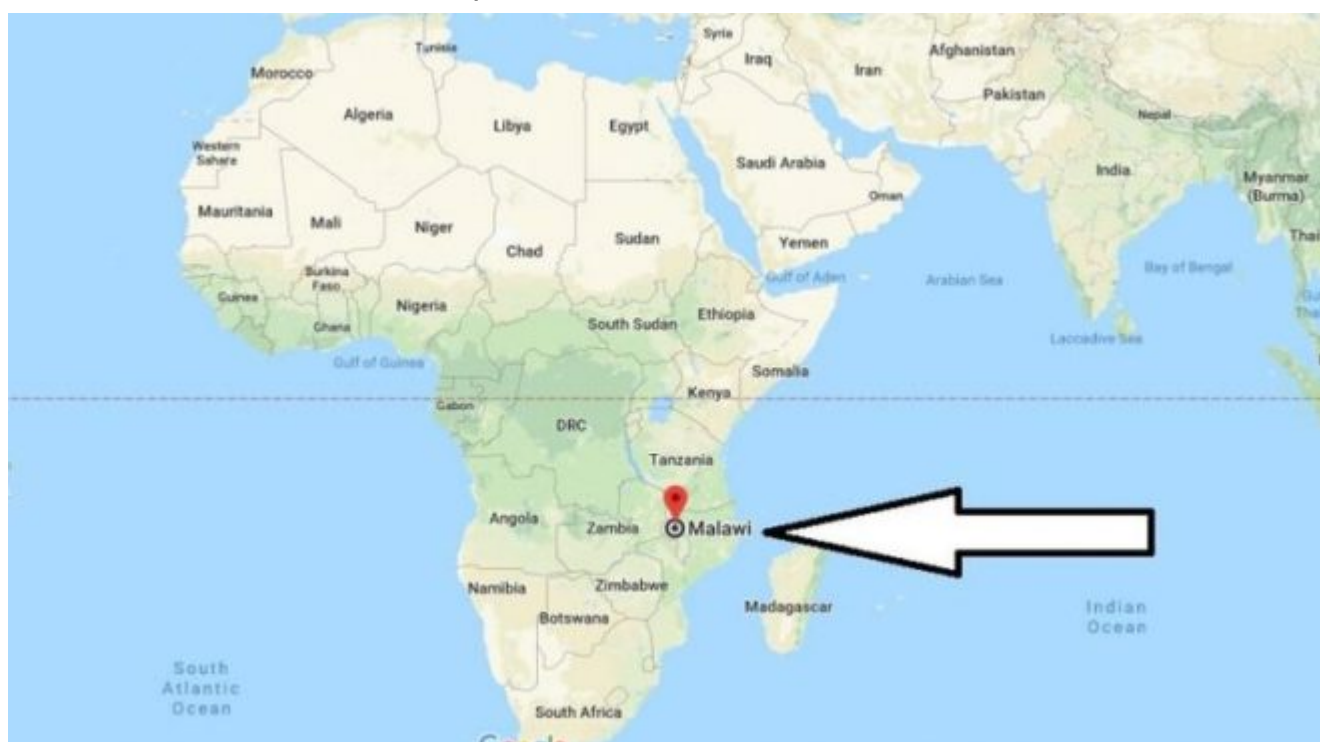 Syria
Tunisia
Afghanistan
Iraq
Iran
Morocco
Pakistan
Algeria
Nepal
Libya
Egypt
Western
Sahara
Saudi Arabia
India
Myanmar
(Burma)
Oman
Mauritania
Mali
Niger
Sudan
Yemen
Chad
Bay of Bengal
Burkina
Faso
Gulf of Aden
Arabian Sea
Guinea
Nigeria
Ethiopia
Ghana
South Sudan
Laccadive Sea
Gulf of Guinea
Somalia
Kenya
Gabon
DRC
Tanzania
Angola
Zambia
Malawi
Namibia
Zimbabwe
Madagascar
Indian
Ocean
Botswana
South
Atlantic
Ocean
South Africa